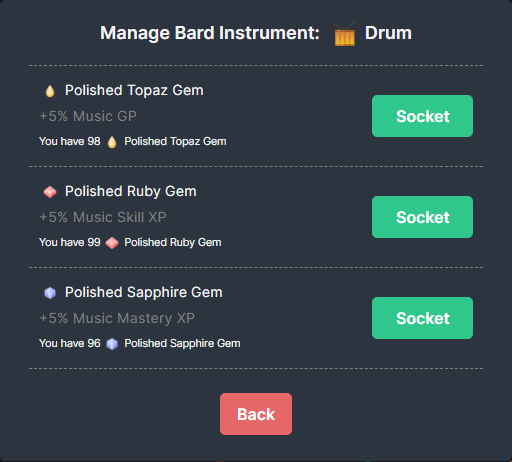 Manage Bard Instrument: Drum
Polished Topaz Gem
+5% Music GP
You have 98 Polished Topaz Gem
Socket
Polished Ruby Gem
+5% Music Skill XP
You have 99 Polished Ruby Gem
Socket
Polished Sapphire Gem
+5% Music Mastery XP
You have 96 Polished Sapphire Gem
Socket
Back